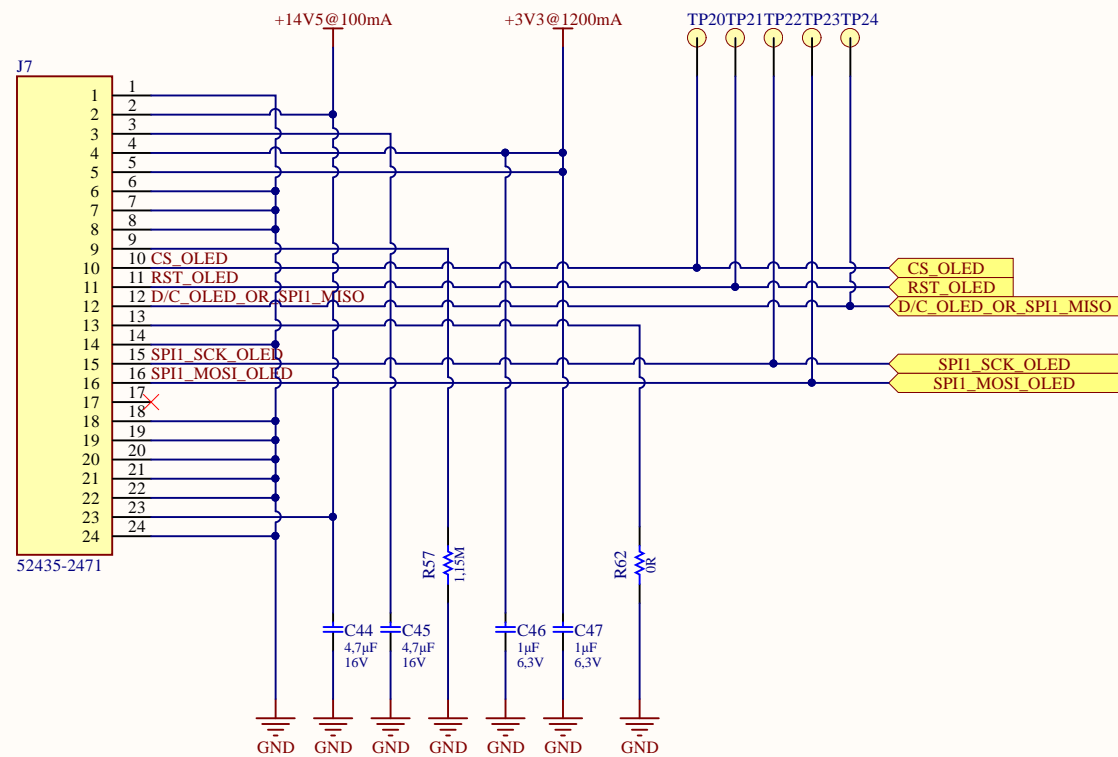 +14V5@100mA
+3V3@1200mA
TP20TP21TP22TP23TP24
J7
1 1
2 2
3 3
4 4
5 5
6 6
7 7
8 8
9 9
10 10 CS_OLED CS_OLED
11 11 RST_OLED RST_OLED
12 12 D/C_OLED_OR_SPI1_MISO D/C_OLED_OR_SPI1_MISO
13 13
14 14
15 15 SPI1_SCK_OLED SPI1_SCK_OLED
16 16 SPI1_MOSI_OLED SPI1_MOSI_OLED
17 17
18 18
19 19
20 20
21 21
22 22
23 23
24 24
52435-2471
R57
1,15M
R62
0R
C44
4,7µF
16V
C45
4,7µF
16V
C46
1µF
6,3V
C47
1µF
6,3V
GND GND GND GND GND GND GND